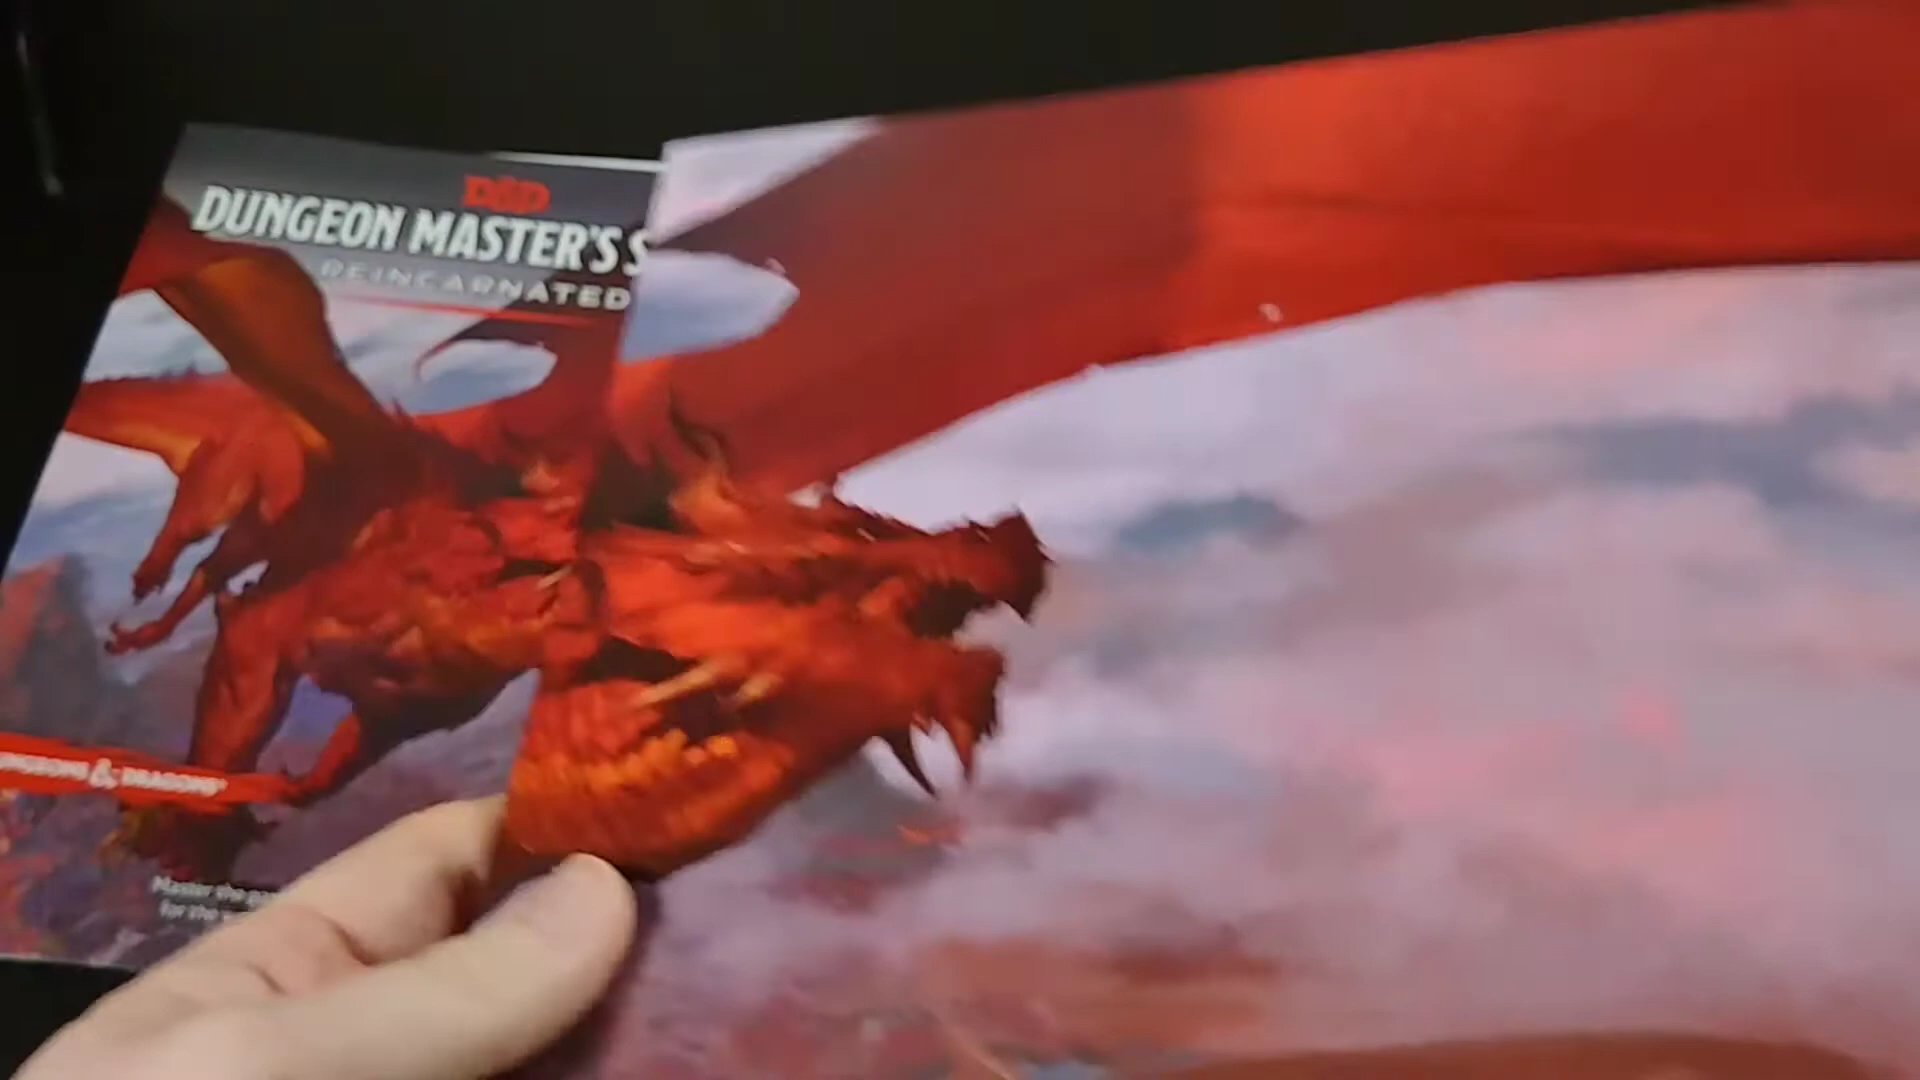 D&D
DUNGEON MASTER'S S
REINCARNATED
DUNGEONS & DRAGONS
Master the
for the